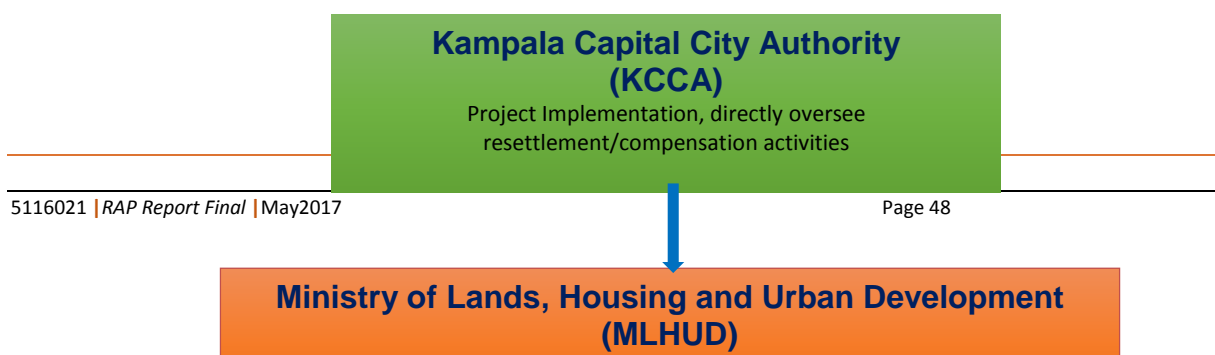 Kampala Capital City Authority
(KCCA)
Project Implementation, directly oversee
resettlement/compensation activities
5116021 |RAP Report Final |May2017 Page 48
Ministry of Lands, Housing and Urban Development
(MLHUD)